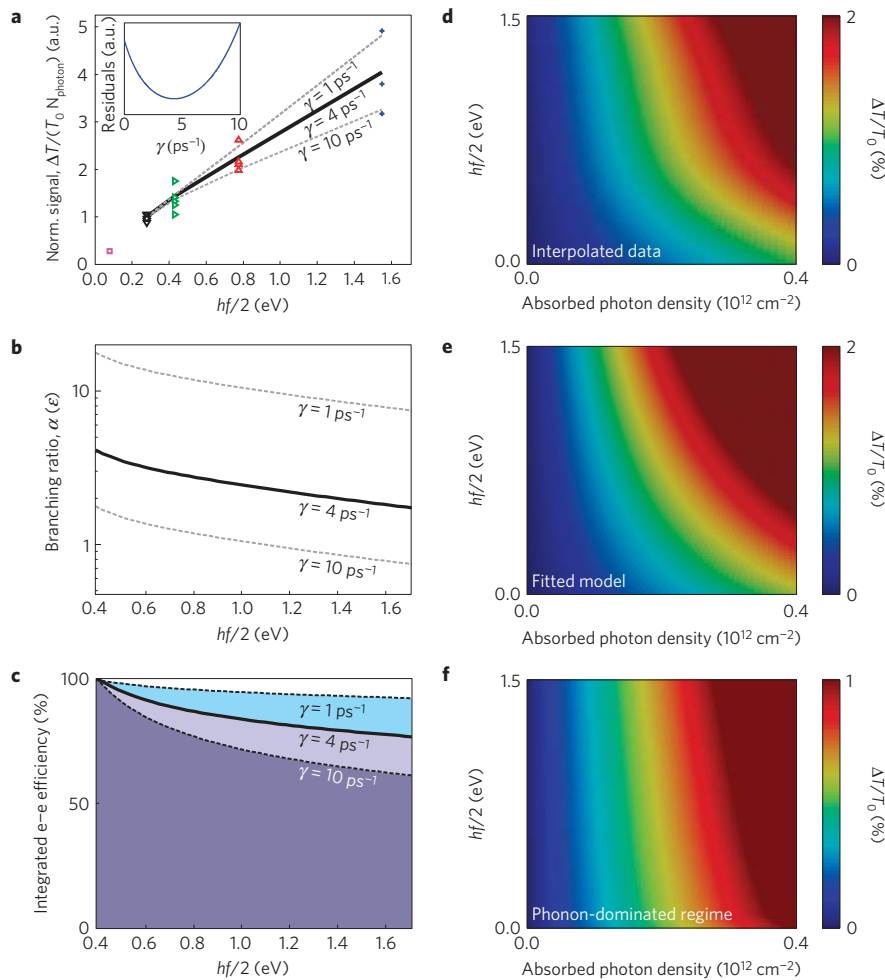 a
Norm. signal, ΔT/(T₀ N_photon) (a.u.)
5
4
3
2
1
0
0.0 0.2 0.4 0.6 0.8 1.0 1.2 1.4 1.6
hf/2 (eV)
Residuals (a.u.)
0 5 10
γ (ps⁻¹)
γ = 1 ps⁻¹
γ = 4 ps⁻¹
γ = 10 ps⁻¹
b
Branching ratio, α (ε)
10
1
γ = 1 ps⁻¹
γ = 4 ps⁻¹
γ = 10 ps⁻¹
0.4 0.6 0.8 1.0 1.2 1.4 1.6
hf/2 (eV)
c
Integrated e–e efficiency (%)
100
50
0
γ = 1 ps⁻¹
γ = 4 ps⁻¹
γ = 10 ps⁻¹
0.4 0.6 0.8 1.0 1.2 1.4 1.6
hf/2 (eV)
d
1.5
hf/2 (eV)
0.0
Interpolated data
0.0 0.4
Absorbed photon density (10¹² cm⁻²)
2
ΔT/T₀ (%)
0
e
1.5
hf/2 (eV)
0.0
Fitted model
0.0 0.4
Absorbed photon density (10¹² cm⁻²)
2
ΔT/T₀ (%)
0
f
1.5
hf/2 (eV)
0.0
Phonon-dominated regime
0.0 0.4
Absorbed photon density (10¹² cm⁻²)
1
ΔT/T₀ (%)
0